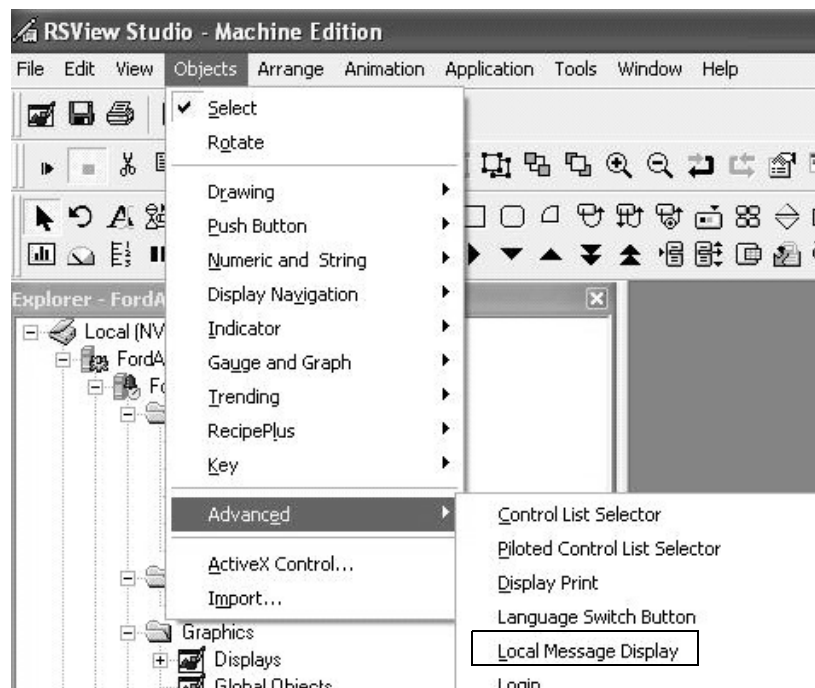 RSView Studio - Machine Edition
File Edit View Objects Arrange Animation Application Tools Window Help
Select
Rotate
Drawing
Push Button
Numeric and String
Display Navigation
Indicator
Gauge and Graph
Trending
RecipePlus
Key
Advanced
ActiveX Control...
Import...
Explorer - FordA
Local (NV
FordA
Fo
Graphics
Displays
Global Objects
Control List Selector
Piloted Control List Selector
Display Print
Language Switch Button
Local Message Display
Login